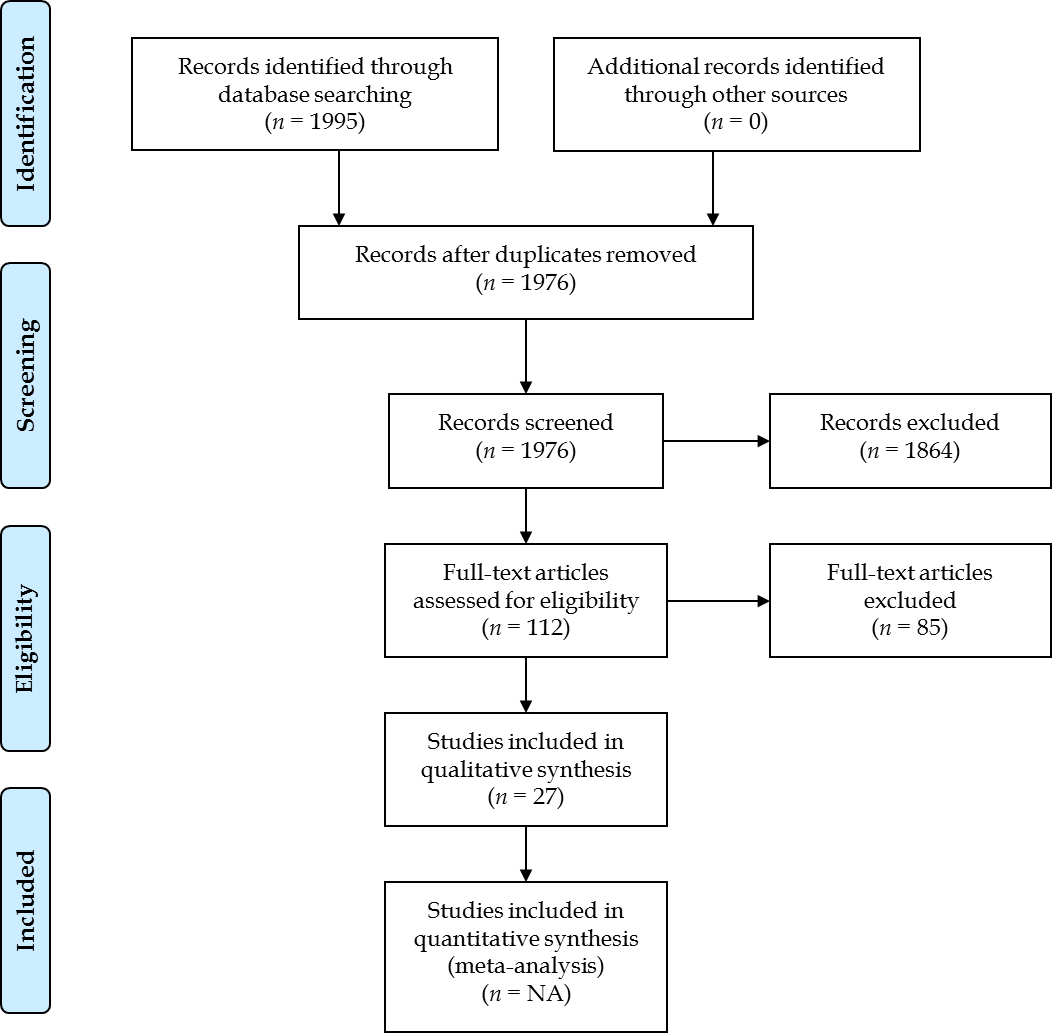 Identification
Records identified through
database searching
(n = 1995)
Additional records identified
through other sources
(n = 0)
Records after duplicates removed
(n = 1976)
Screening
Records screened
(n = 1976)
Records excluded
(n = 1864)
Eligibility
Full-text articles
assessed for eligibility
(n = 112)
Full-text articles
excluded
(n = 85)
Studies included in
qualitative synthesis
(n = 27)
Included
Studies included in
quantitative synthesis
(meta-analysis)
(n = NA)